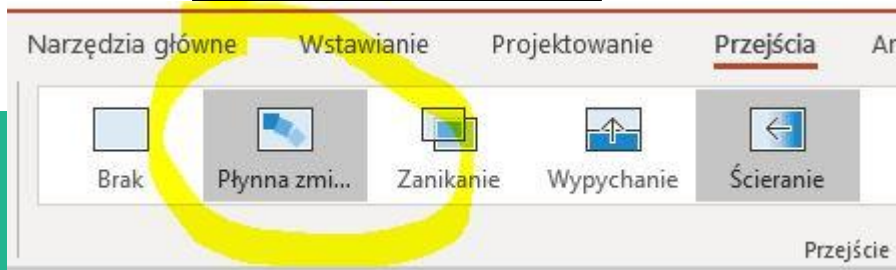 Narzędzia główne Wstawianie Projektowanie Przejścia
Brak Płynna zmi... Zanikanie Wypychanie Ścieranie
Przejście